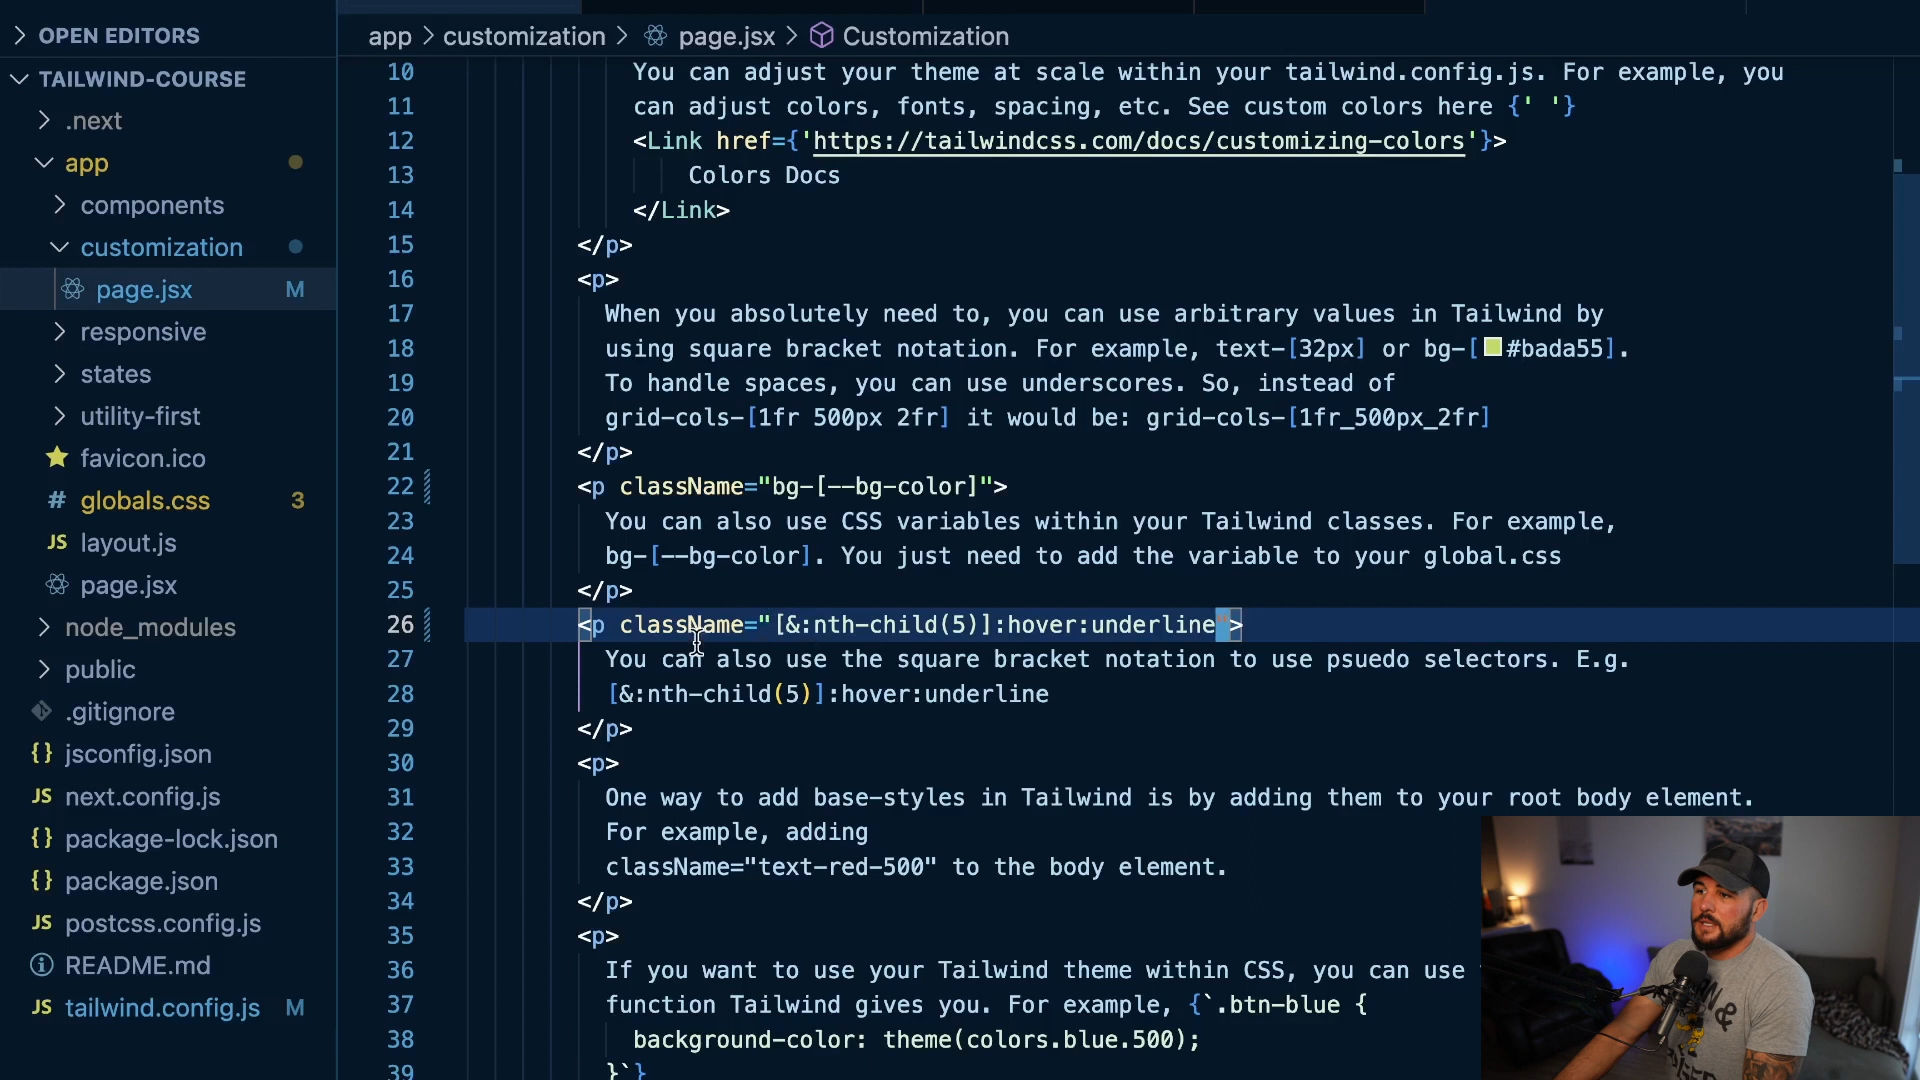 OPEN EDITORS
TAILWIND-COURSE
.next
app
components
customization
page.jsx M
responsive
states
utility-first
favicon.ico
# globals.css 3
JS layout.js
page.jsx
node_modules
public
.gitignore
{} jsconfig.json
JS next.config.js
{} package-lock.json
{} package.json
JS postcss.config.js
README.md
JS tailwind.config.js M
app > customization > page.jsx > Customization
10 You can adjust your theme at scale within your tailwind.config.js. For example, you
11 can adjust colors, fonts, spacing, etc. See custom colors here {' '}
12 <Link href={'https://tailwindcss.com/docs/customizing-colors'}>
13 Colors Docs
14 </Link>
15 </p>
16 <p>
17 When you absolutely need to, you can use arbitrary values in Tailwind by
18 using square bracket notation. For example, text-[32px] or bg-[#bada55].
19 To handle spaces, you can use underscores. So, instead of
20 grid-cols-[1fr 500px 2fr] it would be: grid-cols-[1fr_500px_2fr]
21 </p>
22 <p className="bg-[--bg-color]">
23 You can also use CSS variables within your Tailwind classes. For example,
24 bg-[--bg-color]. You just need to add the variable to your global.css
25 </p>
26 <p className="[&:nth-child(5)]:hover:underline">
27 You can also use the square bracket notation to use psuedo selectors. E.g.
28 [&:nth-child(5)]:hover:underline
29 </p>
30 <p>
31 One way to add base-styles in Tailwind is by adding them to your root body element.
32 For example, adding
33 className="text-red-500" to the body element.
34 </p>
35 <p>
36 If you want to use your Tailwind theme within CSS, you can use
37 function Tailwind gives you. For example, {`.btn-blue {
38 background-color: theme(colors.blue.500);
39 }`}